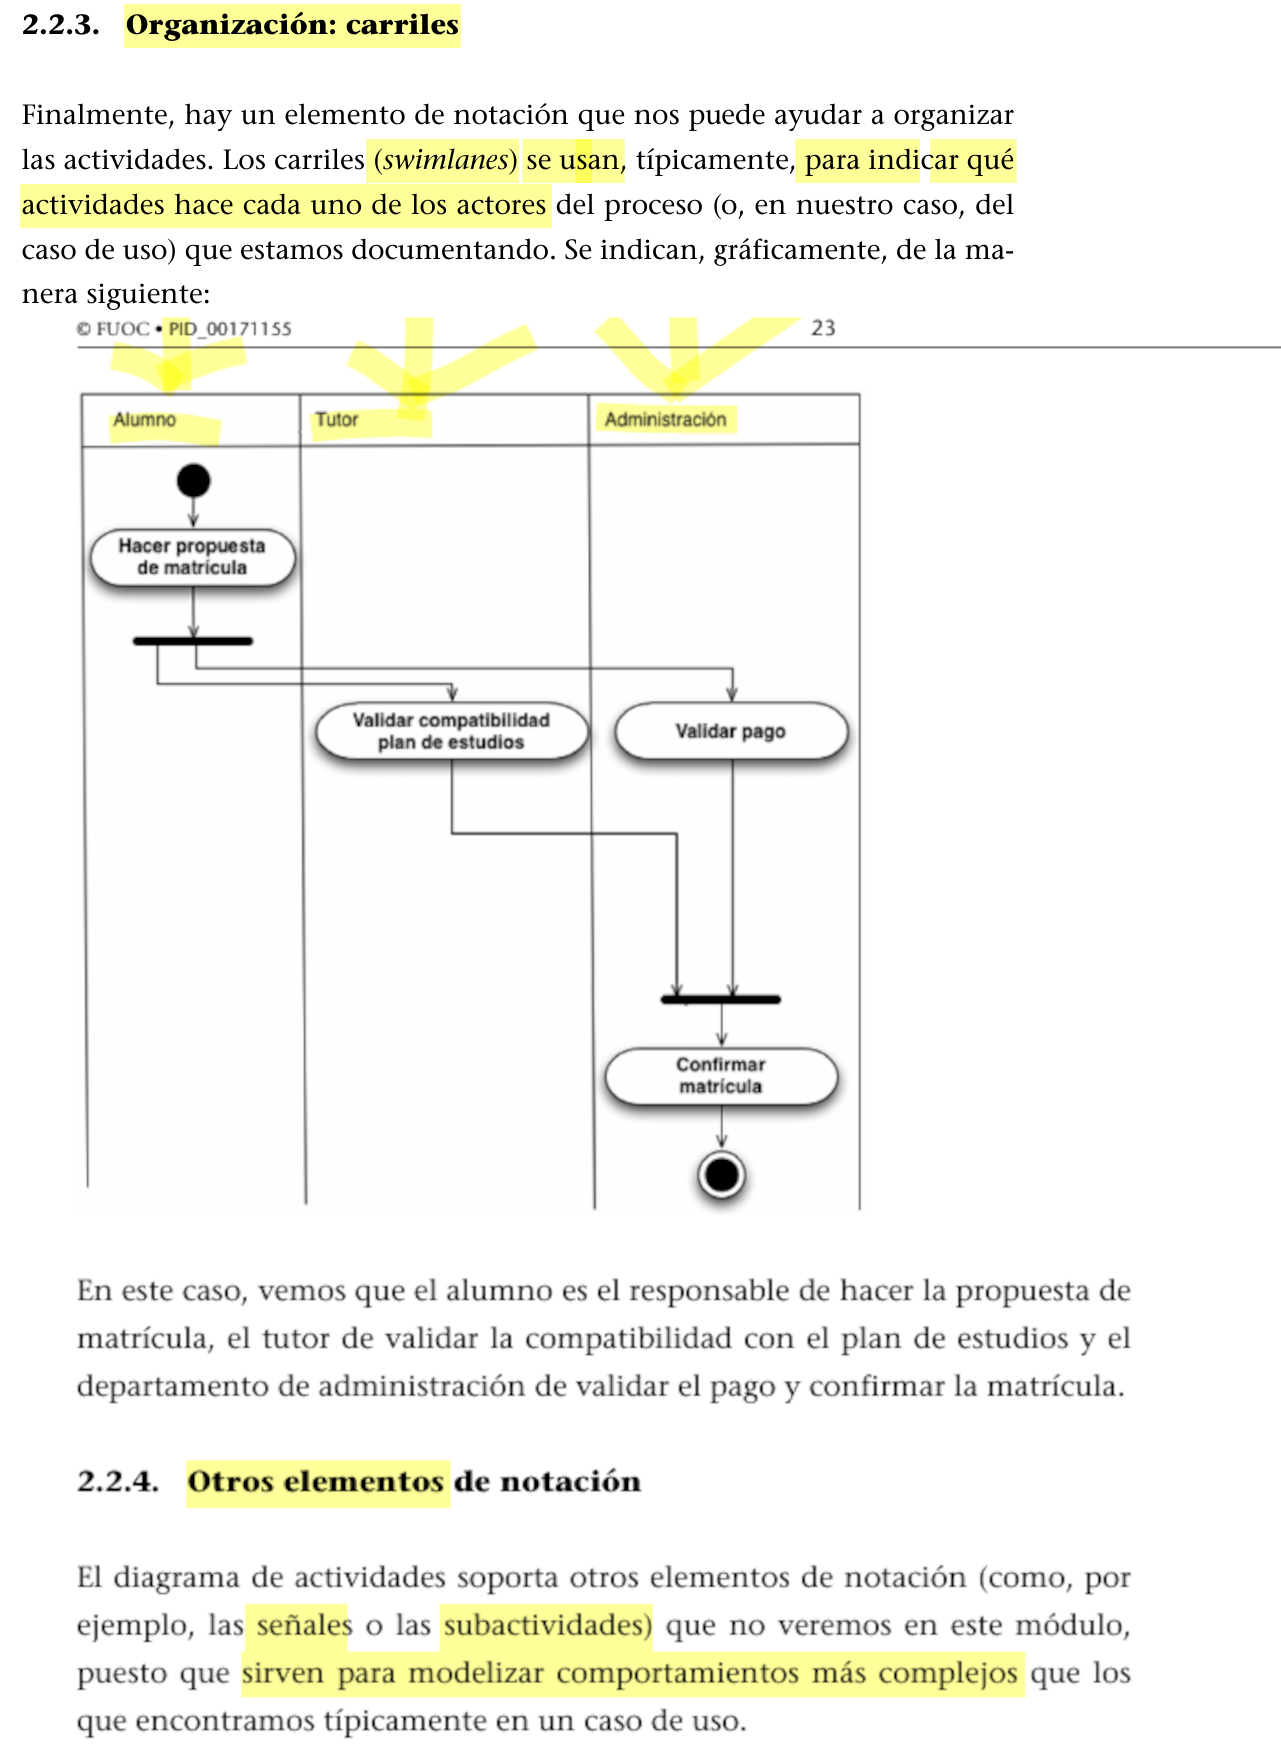 2.2.3. Organización: carriles
Finalmente, hay un elemento de notación que nos puede ayudar a organizar
las actividades. Los carriles (swimlanes) se usan, típicamente, para indicar qué
actividades hace cada uno de los actores del proceso (o, en nuestro caso, del
caso de uso) que estamos documentando. Se indican, gráficamente, de la ma-
nera siguiente:
© FUOC • PID_00171155 23
Alumno Tutor Administración
Hacer propuesta
de matrícula
Validar compatibilidad
plan de estudios
Validar pago
Confirmar
matrícula
En este caso, vemos que el alumno es el responsable de hacer la propuesta de
matrícula, el tutor de validar la compatibilidad con el plan de estudios y el
departamento de administración de validar el pago y confirmar la matrícula.
2.2.4. Otros elementos de notación
El diagrama de actividades soporta otros elementos de notación (como, por
ejemplo, las señales o las subactividades) que no veremos en este módulo,
puesto que sirven para modelizar comportamientos más complejos que los
que encontramos típicamente en un caso de uso.